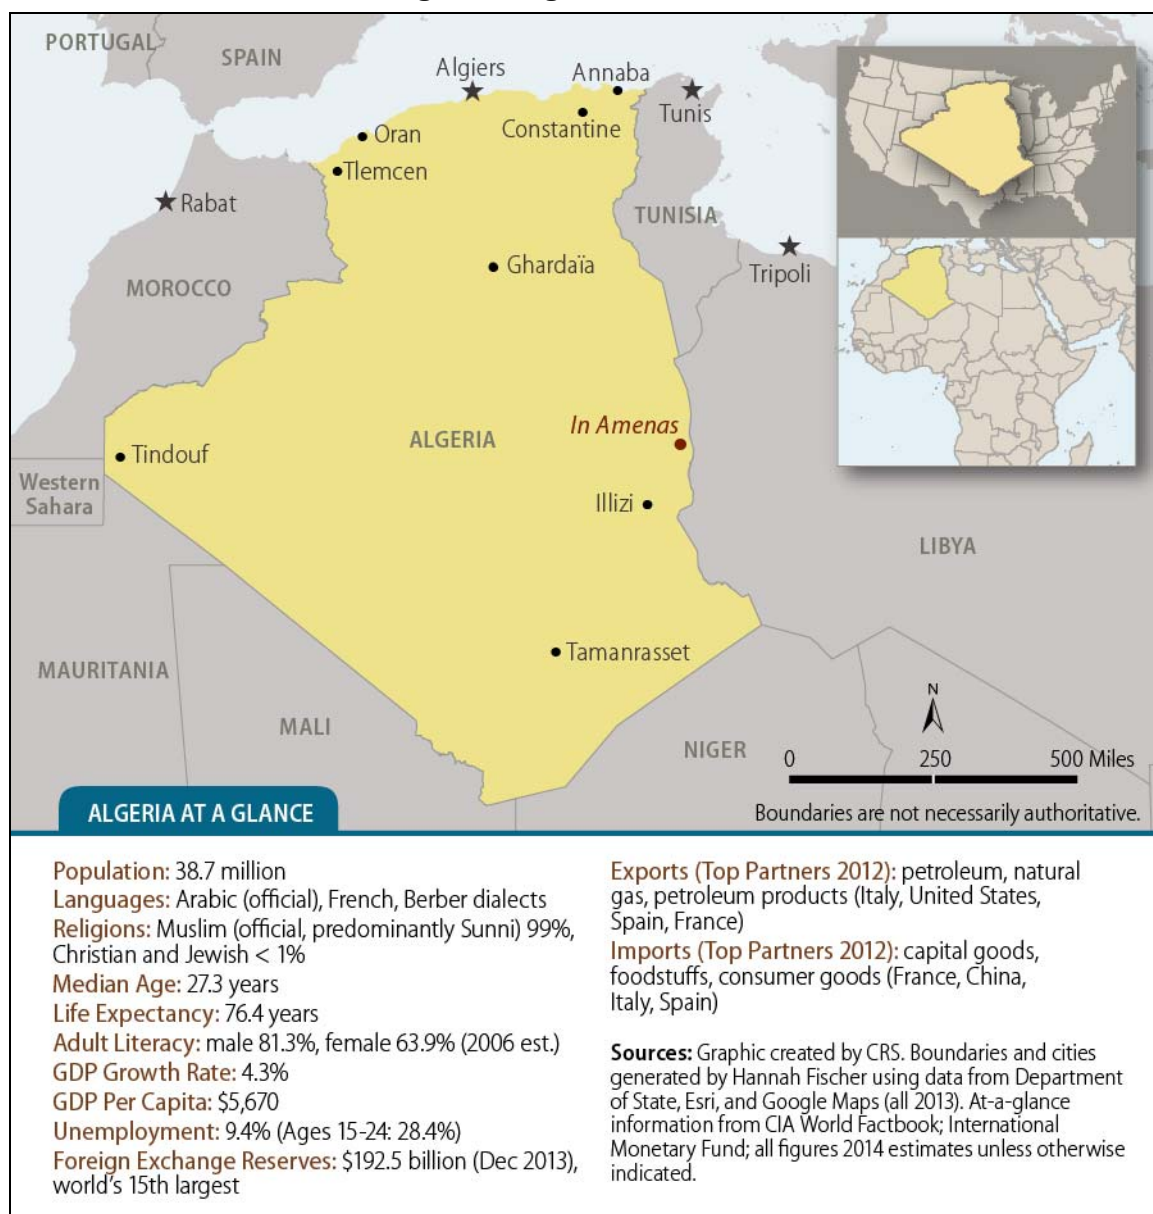 PORTUGAL
SPAIN
Algiers
Annaba
Tunis
Constantine
Oran
Tlemcen
Rabat
TUNISIA
Ghardaïa
Tripoli
MOROCCO
In Amenas
ALGERIA
Tindouf
Western
Sahara
Illizi
LIBYA
Tamanrasset
MAURITANIA
MALI
NIGER
N
0 250 500 Miles
Boundaries are not necessarily authoritative.
ALGERIA AT A GLANCE
Population: 38.7 million
Languages: Arabic (official), French, Berber dialects
Religions: Muslim (official, predominantly Sunni) 99%,
Christian and Jewish < 1%
Median Age: 27.3 years
Life Expectancy: 76.4 years
Adult Literacy: male 81.3%, female 63.9% (2006 est.)
GDP Growth Rate: 4.3%
GDP Per Capita: $5,670
Unemployment: 9.4% (Ages 15-24: 28.4%)
Foreign Exchange Reserves: $192.5 billion (Dec 2013),
world's 15th largest
Exports (Top Partners 2012): petroleum, natural
gas, petroleum products (Italy, United States,
Spain, France)
Imports (Top Partners 2012): capital goods,
foodstuffs, consumer goods (France, China,
Italy, Spain)
Sources: Graphic created by CRS. Boundaries and cities
generated by Hannah Fischer using data from Department
of State, Esri, and Google Maps (all 2013). At-a-glance
information from CIA World Factbook; International
Monetary Fund; all figures 2014 estimates unless otherwise
indicated.